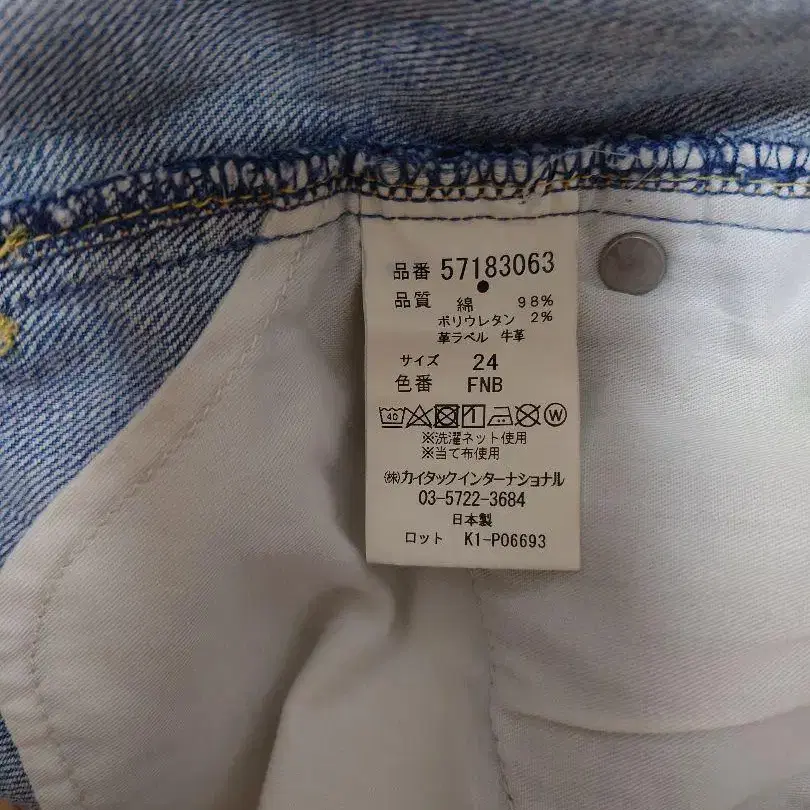 品番 57183063
品質 綿 98%
ポリウレタン 2%
革ラベル 牛革
サイズ 24
色番 FNB
40 1 W
※洗濯ネット使用
※当て布使用
㈱カイタックインターナショナル
03-5722-3684
日本製
ロット K1-P06693